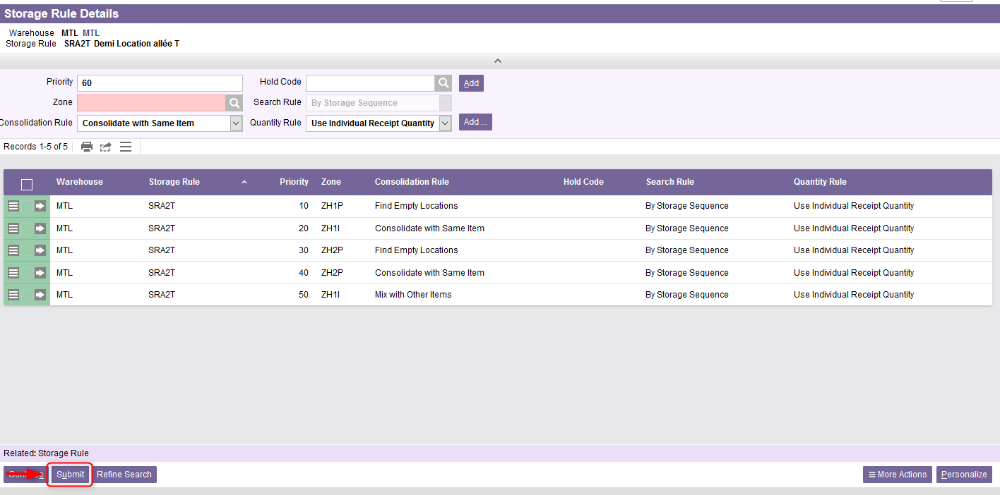 Storage Rule Details
Warehouse MTL MTL
Storage Rule SRA2T Demi Location allée T
Priority 60 Hold Code Add
Zone Search Rule By Storage Sequence
Consolidation Rule Consolidate with Same Item Quantity Rule Use Individual Receipt Quantity Add ...
Records 1-5 of 5
Warehouse Storage Rule Priority Zone Consolidation Rule Hold Code Search Rule Quantity Rule
MTL SRA2T 10 ZH1P Find Empty Locations By Storage Sequence Use Individual Receipt Quantity
MTL SRA2T 20 ZH1I Consolidate with Same Item By Storage Sequence Use Individual Receipt Quantity
MTL SRA2T 30 ZH2P Find Empty Locations By Storage Sequence Use Individual Receipt Quantity
MTL SRA2T 40 ZH2P Consolidate with Same Item By Storage Sequence Use Individual Receipt Quantity
MTL SRA2T 50 ZH1I Mix with Other Items By Storage Sequence Use Individual Receipt Quantity
Related: Storage Rule
Submit Refine Search More Actions Personalize